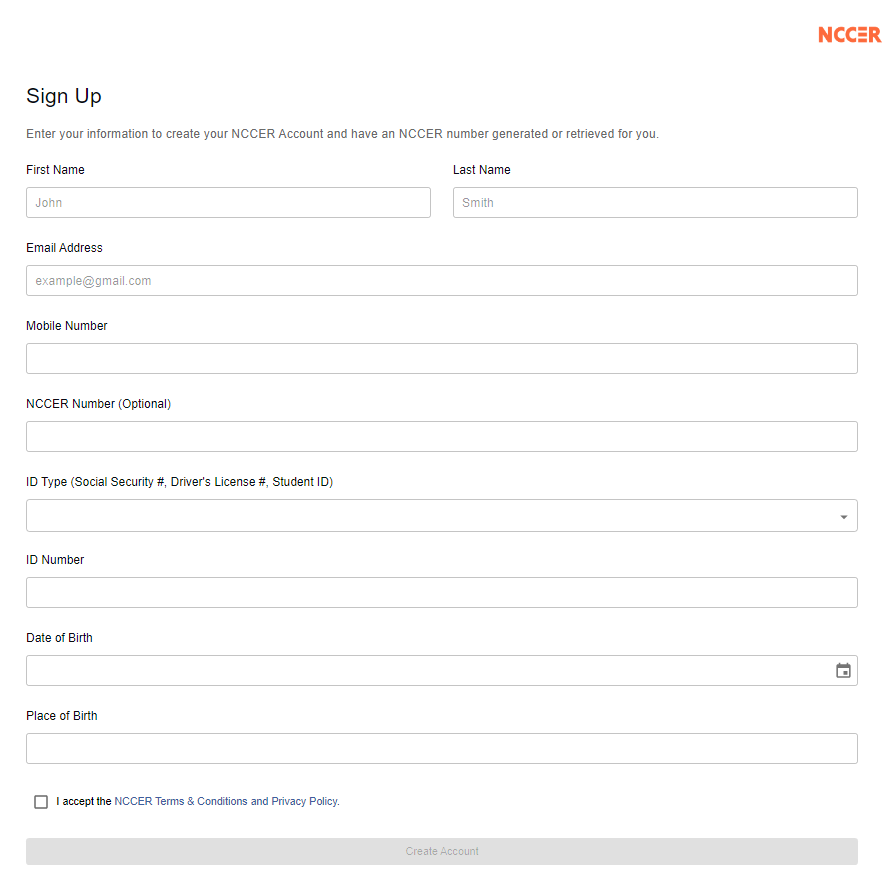 NCCER
Sign Up
Enter your information to create your NCCER Account and have an NCCER number generated or retrieved for you.
First Name
Last Name
John
Smith
Email Address
example@gmail.com
Mobile Number
NCCER Number (Optional)
ID Type (Social Security #, Driver's License #, Student ID)
ID Number
Date of Birth
Place of Birth
I accept the NCCER Terms & Conditions and Privacy Policy.
Create Account